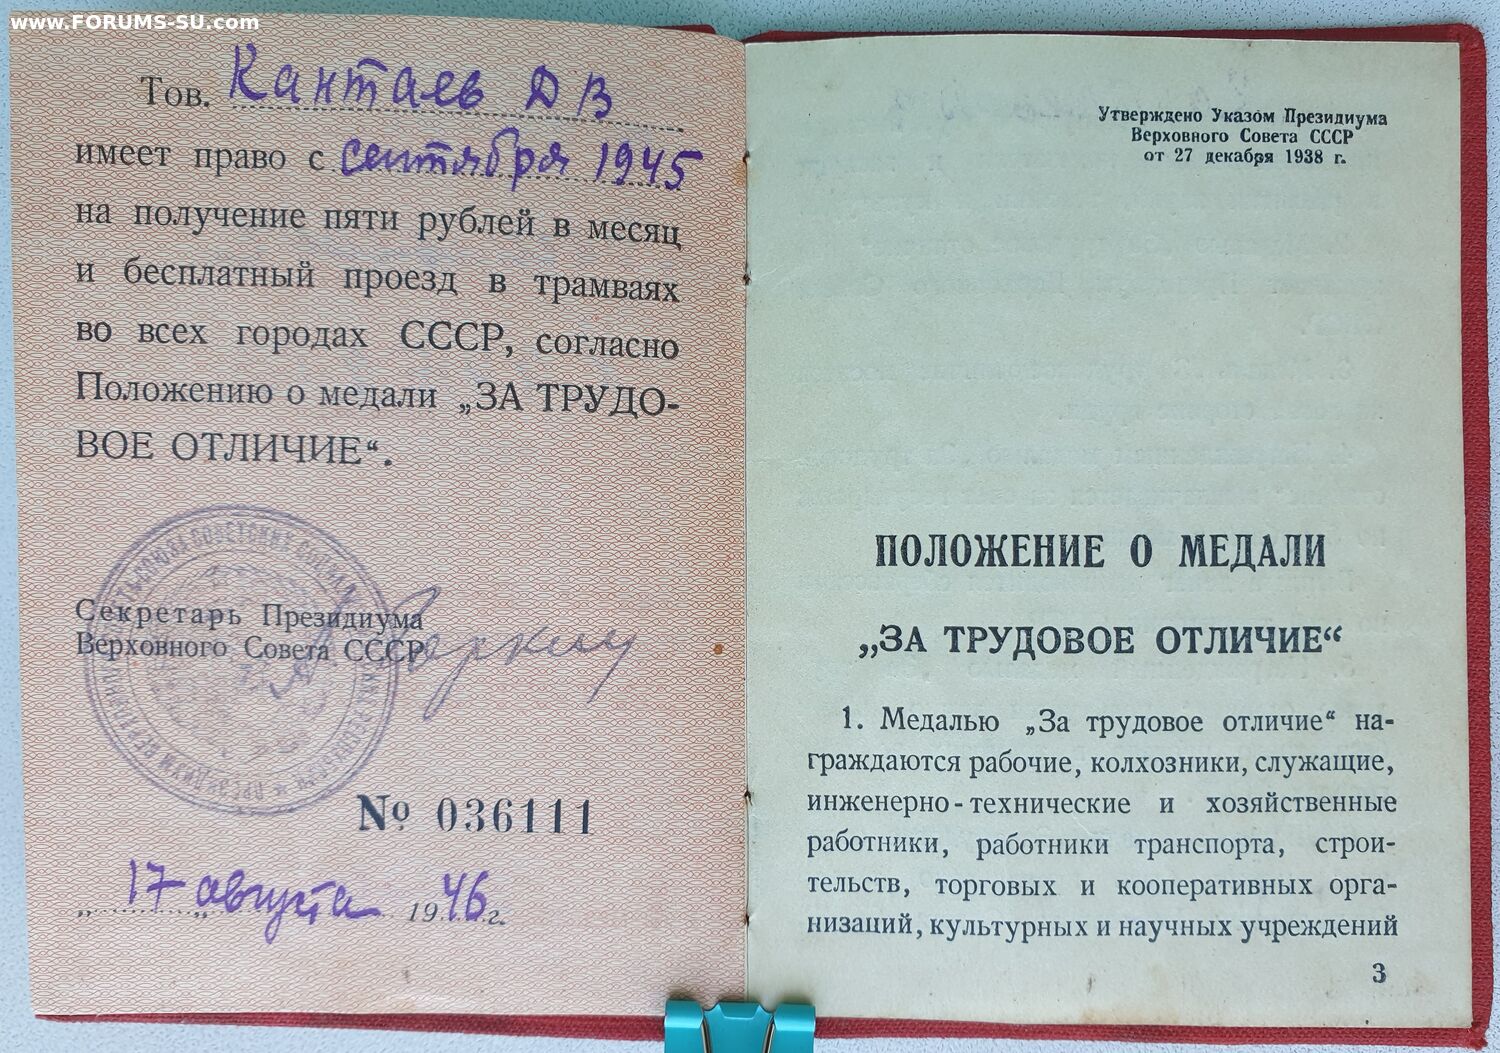 www.FORUMS-SU.com
Тов. Кантаев Д В
имеет право с сентября 1945
на получение пяти рублей в месяц
и бесплатный проезд в трамваях
во всех городах СССР, согласно
Положению о медали „ЗА ТРУДО-
ВОЕ ОТЛИЧИЕ“.
Секретарь Президиума
Верховного Совета СССР
№ 036111
„17“ августа 1946 г.
Утверждено Указом Президиума
Верховного Совета СССР
от 27 декабря 1938 г.
ПОЛОЖЕНИЕ О МЕДАЛИ
„ЗА ТРУДОВОЕ ОТЛИЧИЕ“
1. Медалью „За трудовое отличие“ на-
граждаются рабочие, колхозники, служащие,
инженерно-технические и хозяйственные
работники, работники транспорта, строи-
тельств, торговых и кооперативных орга-
низаций, культурных и научных учреждений
3